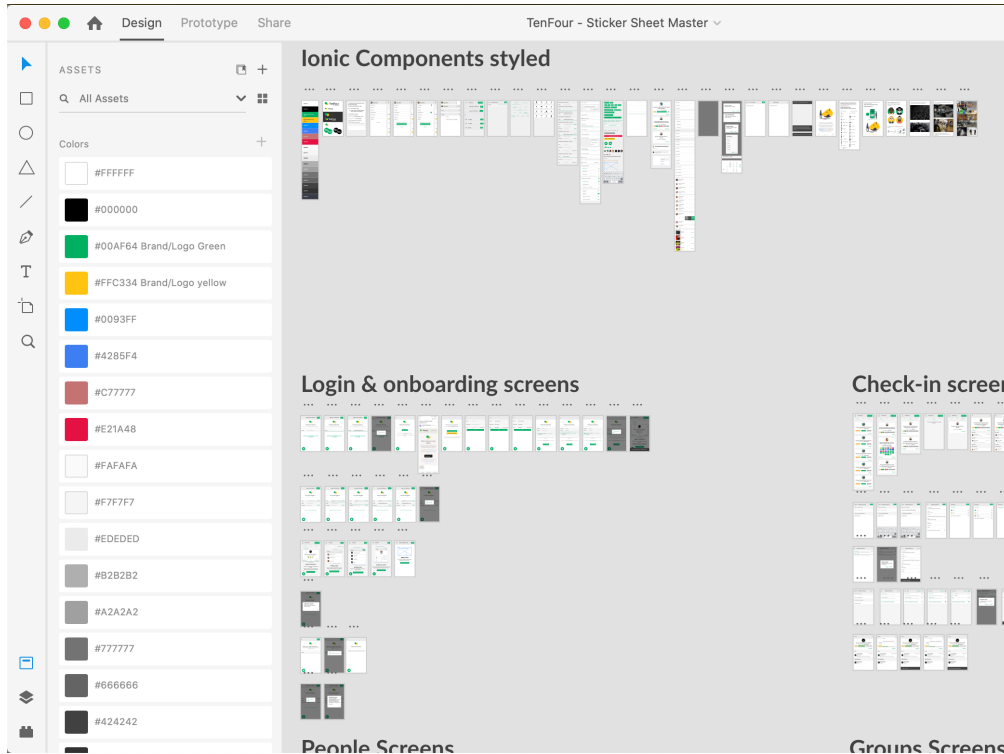 Design Prototype Share
TenFour - Sticker Sheet Master
ASSETS
All Assets
Colors
#FFFFFF
#000000
#00AF64 Brand/Logo Green
#FFC334 Brand/Logo yellow
#0093FF
#4285F4
#C77777
#E21A48
#FAFAFA
#F7F7F7
#EDEDED
#B2B2B2
#A2A2A2
#777777
#666666
#424242
Ionic Components styled
Login & onboarding screens
Check-in screen
People Screens
Groups Screens